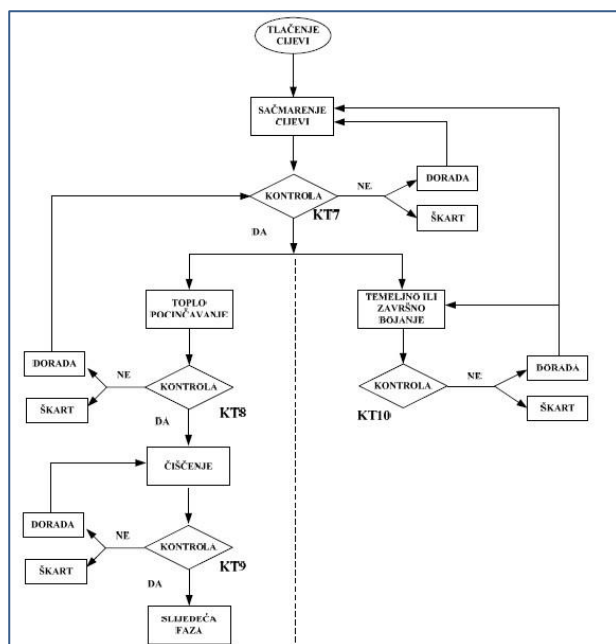 TLAČENJE
CIJEVI
SAČMARENJE
CIJEVI
KONTROLA
KT7
NE
DORADA
ŠKART
DA
TOPLO-
POCINČAVANJE
TEMELJNO ILI
ZAVRŠNO
BOJANJE
DORADA
NE
KONTROLA
KT8
ŠKART
DA
KONTROLA
KT10
NE
DORADA
ŠKART
ČIŠČENJE
DORADA
NE
KONTROLA
KT9
ŠKART
DA
SLIJEDEĆA
FAZA